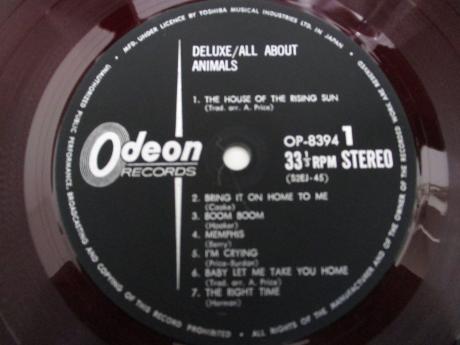 MFD. UNDER LICENCE BY TOSHIBA MUSICAL INDUSTRIES LTD. IN JAPAN •
DELUXE/ALL ABOUT
ANIMALS
1. THE HOUSE OF THE RISING SUN
(Trad. arr. A. Price)
Odeon
RECORDS
OP-8394 1
33⅓ RPM STEREO
(S2EJ-45)
2. BRING IT ON HOME TO ME
(Cooke)
3. BOOM BOOM
(Hooker)
4. MEMPHIS
(Berry)
5. I'M CRYING
(Price-Burdon)
6. BABY LET ME TAKE YOU HOME
(Trad. arr. A. Price)
7. THE RIGHT TIME
(Herman)
• ALL RIGHTS OF THE MANUFACTURER AND OF THE OWNER OF THE RECORDED WORK ARE RESERVED
UNAUTHORIZED PUBLIC PERFORMANCE, BROADCASTING AND COPYING OF THIS RECORD PROHIBITED •